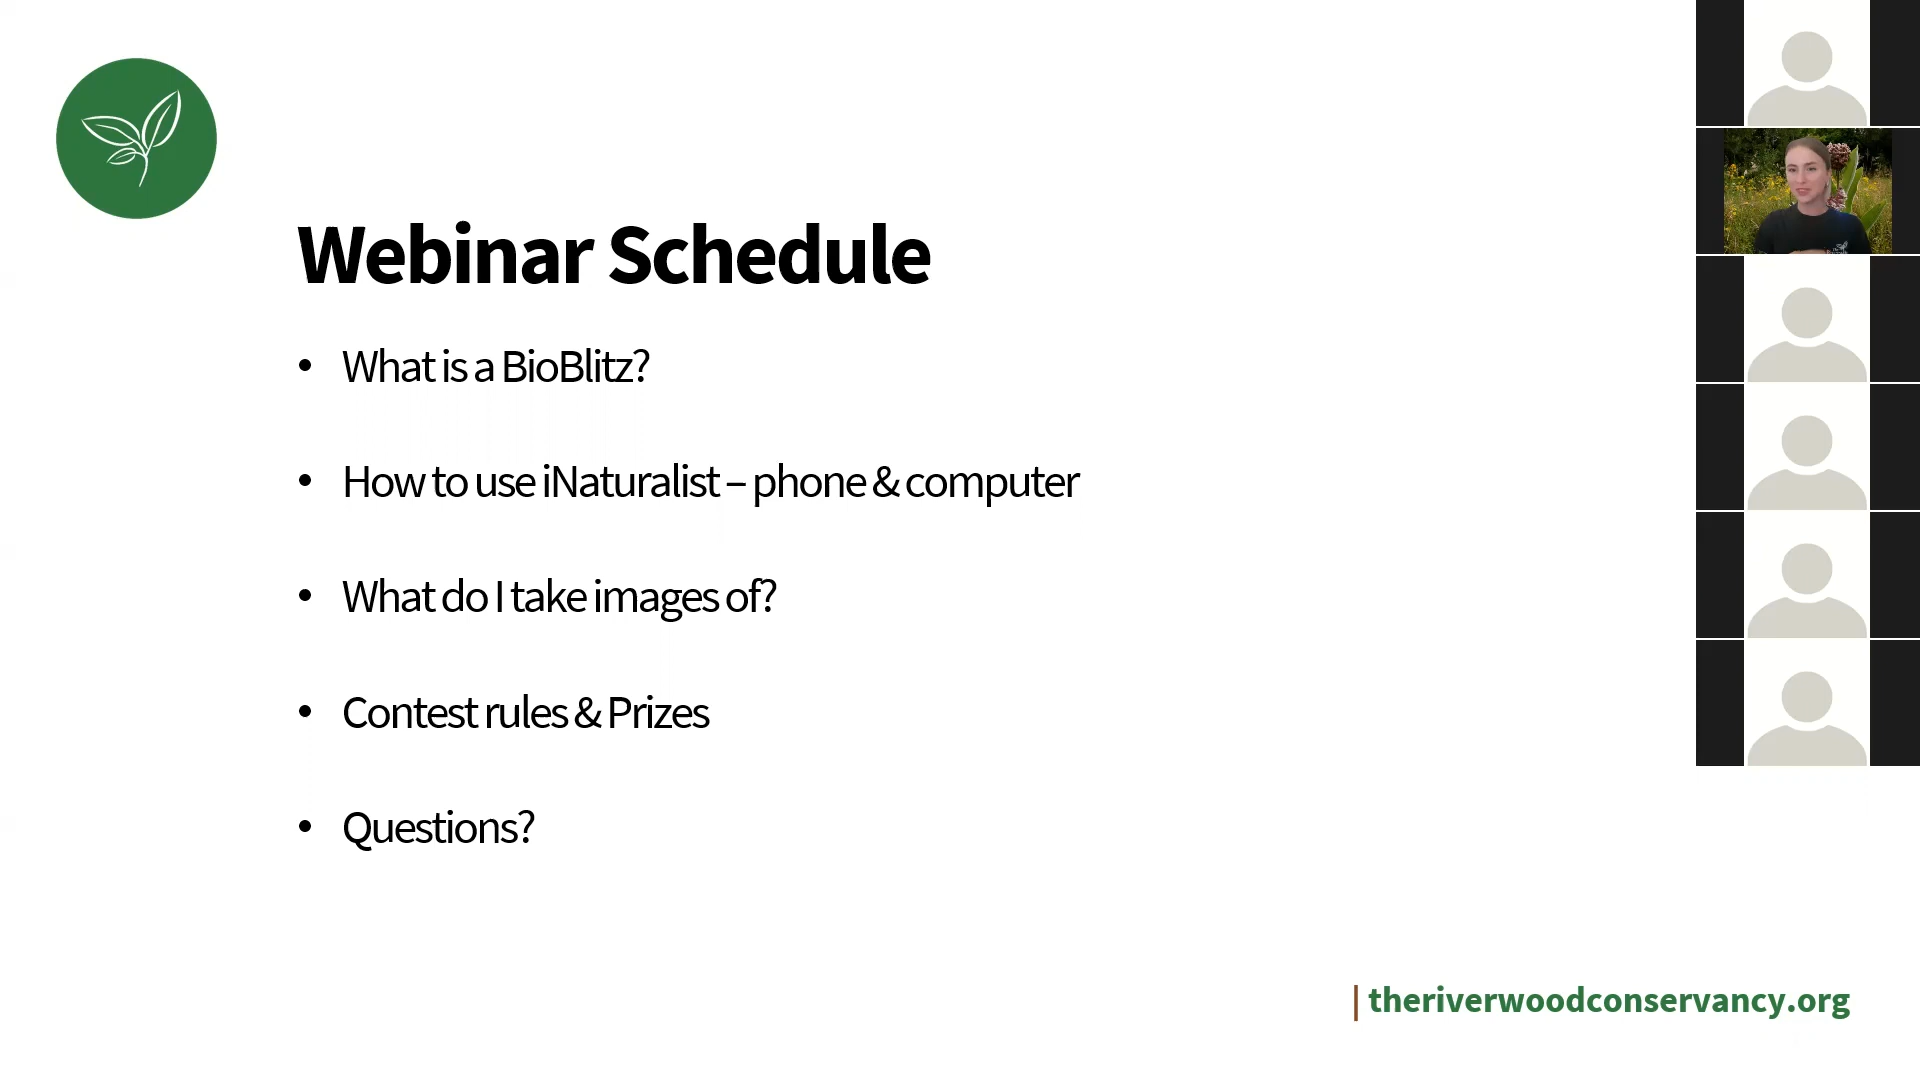 Webinar Schedule
• What is a BioBlitz?
• How to use iNaturalist – phone & computer
• What do I take images of?
• Contest rules & Prizes
• Questions?
| theriverwoodconservancy.org